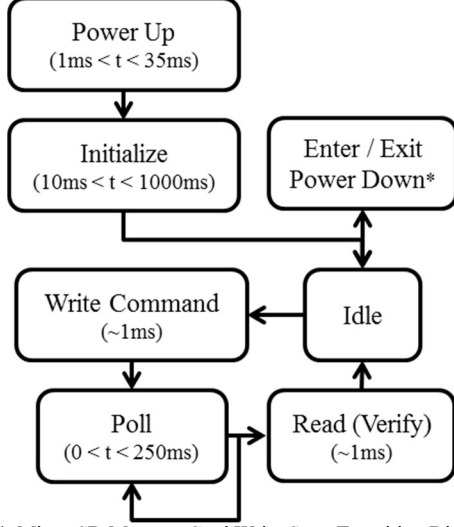 Power Up
(1ms < t < 35ms)
Initialize
(10ms < t < 1000ms)
Enter / Exit
Power Down*
Write Command
(~1ms)
Idle
Poll
(0 < t < 250ms)
Read (Verify)
(~1ms)